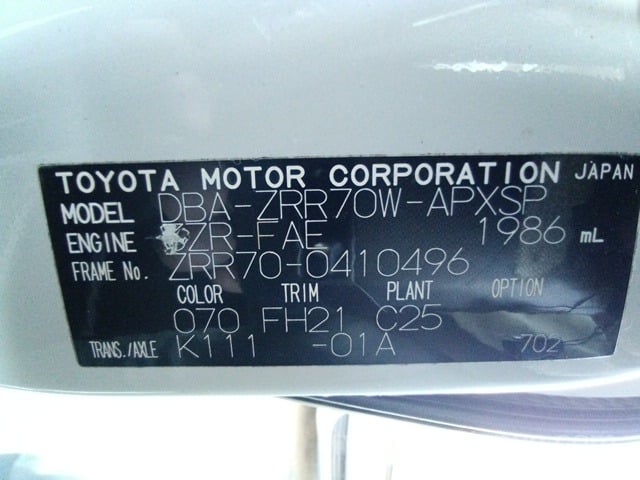 TOYOTA MOTOR CORPORATION JAPAN
MODEL DBA-ZRR70W-APXSP
ENGINE ZR-FAE 1986 mL
FRAME No. ZRR70-0410496
COLOR TRIM PLANT OPTION
070 FH21 C25
TRANS./AXLE K111 -01A 702